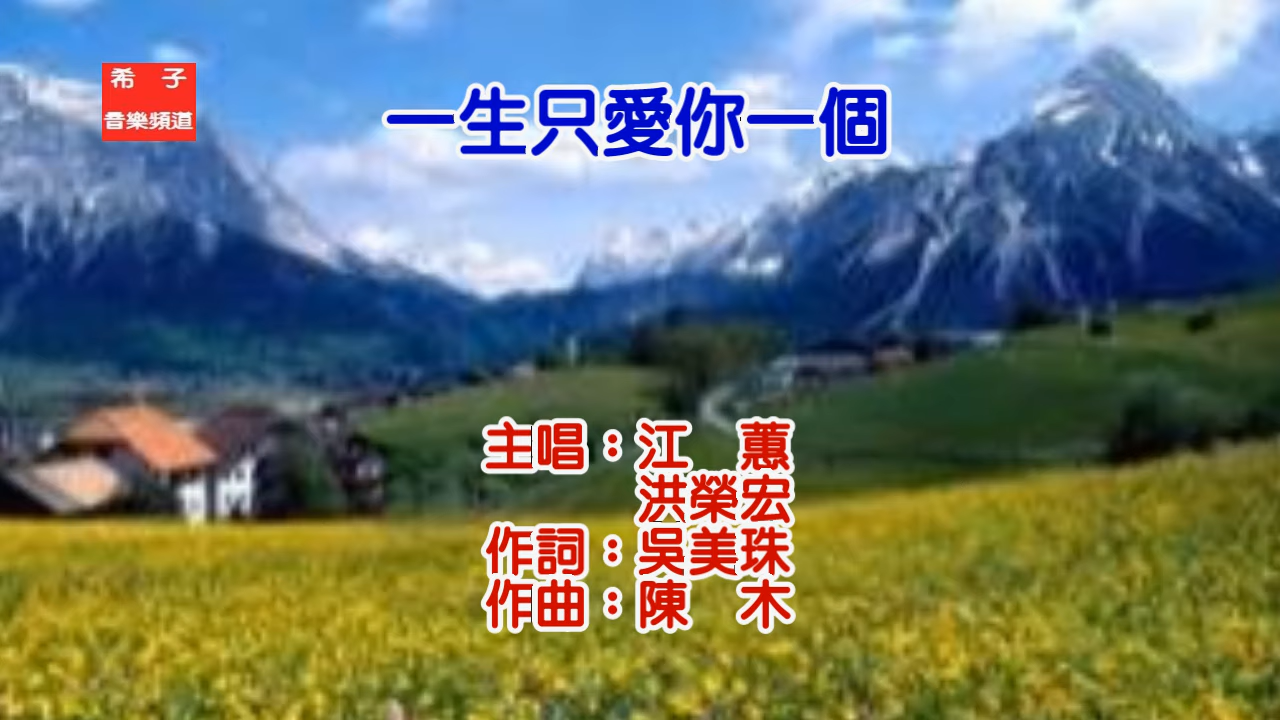 希　子
音樂頻道
一生只愛你一個
主唱：江　蕙
洪榮宏
作詞：吳美珠
作曲：陳　木